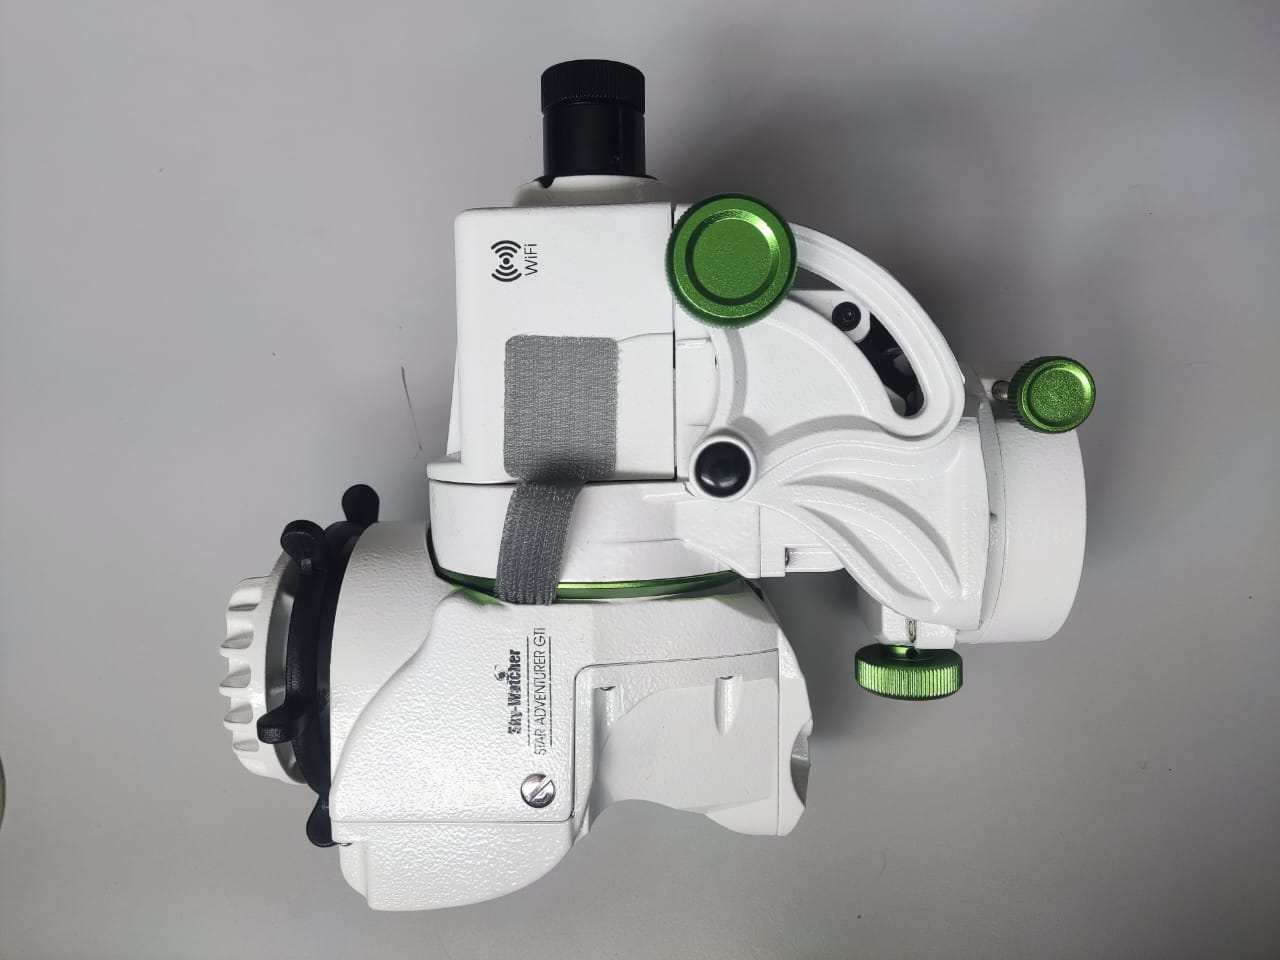 WiFi
Sky-Watcher
STAR ADVENTURER GTi